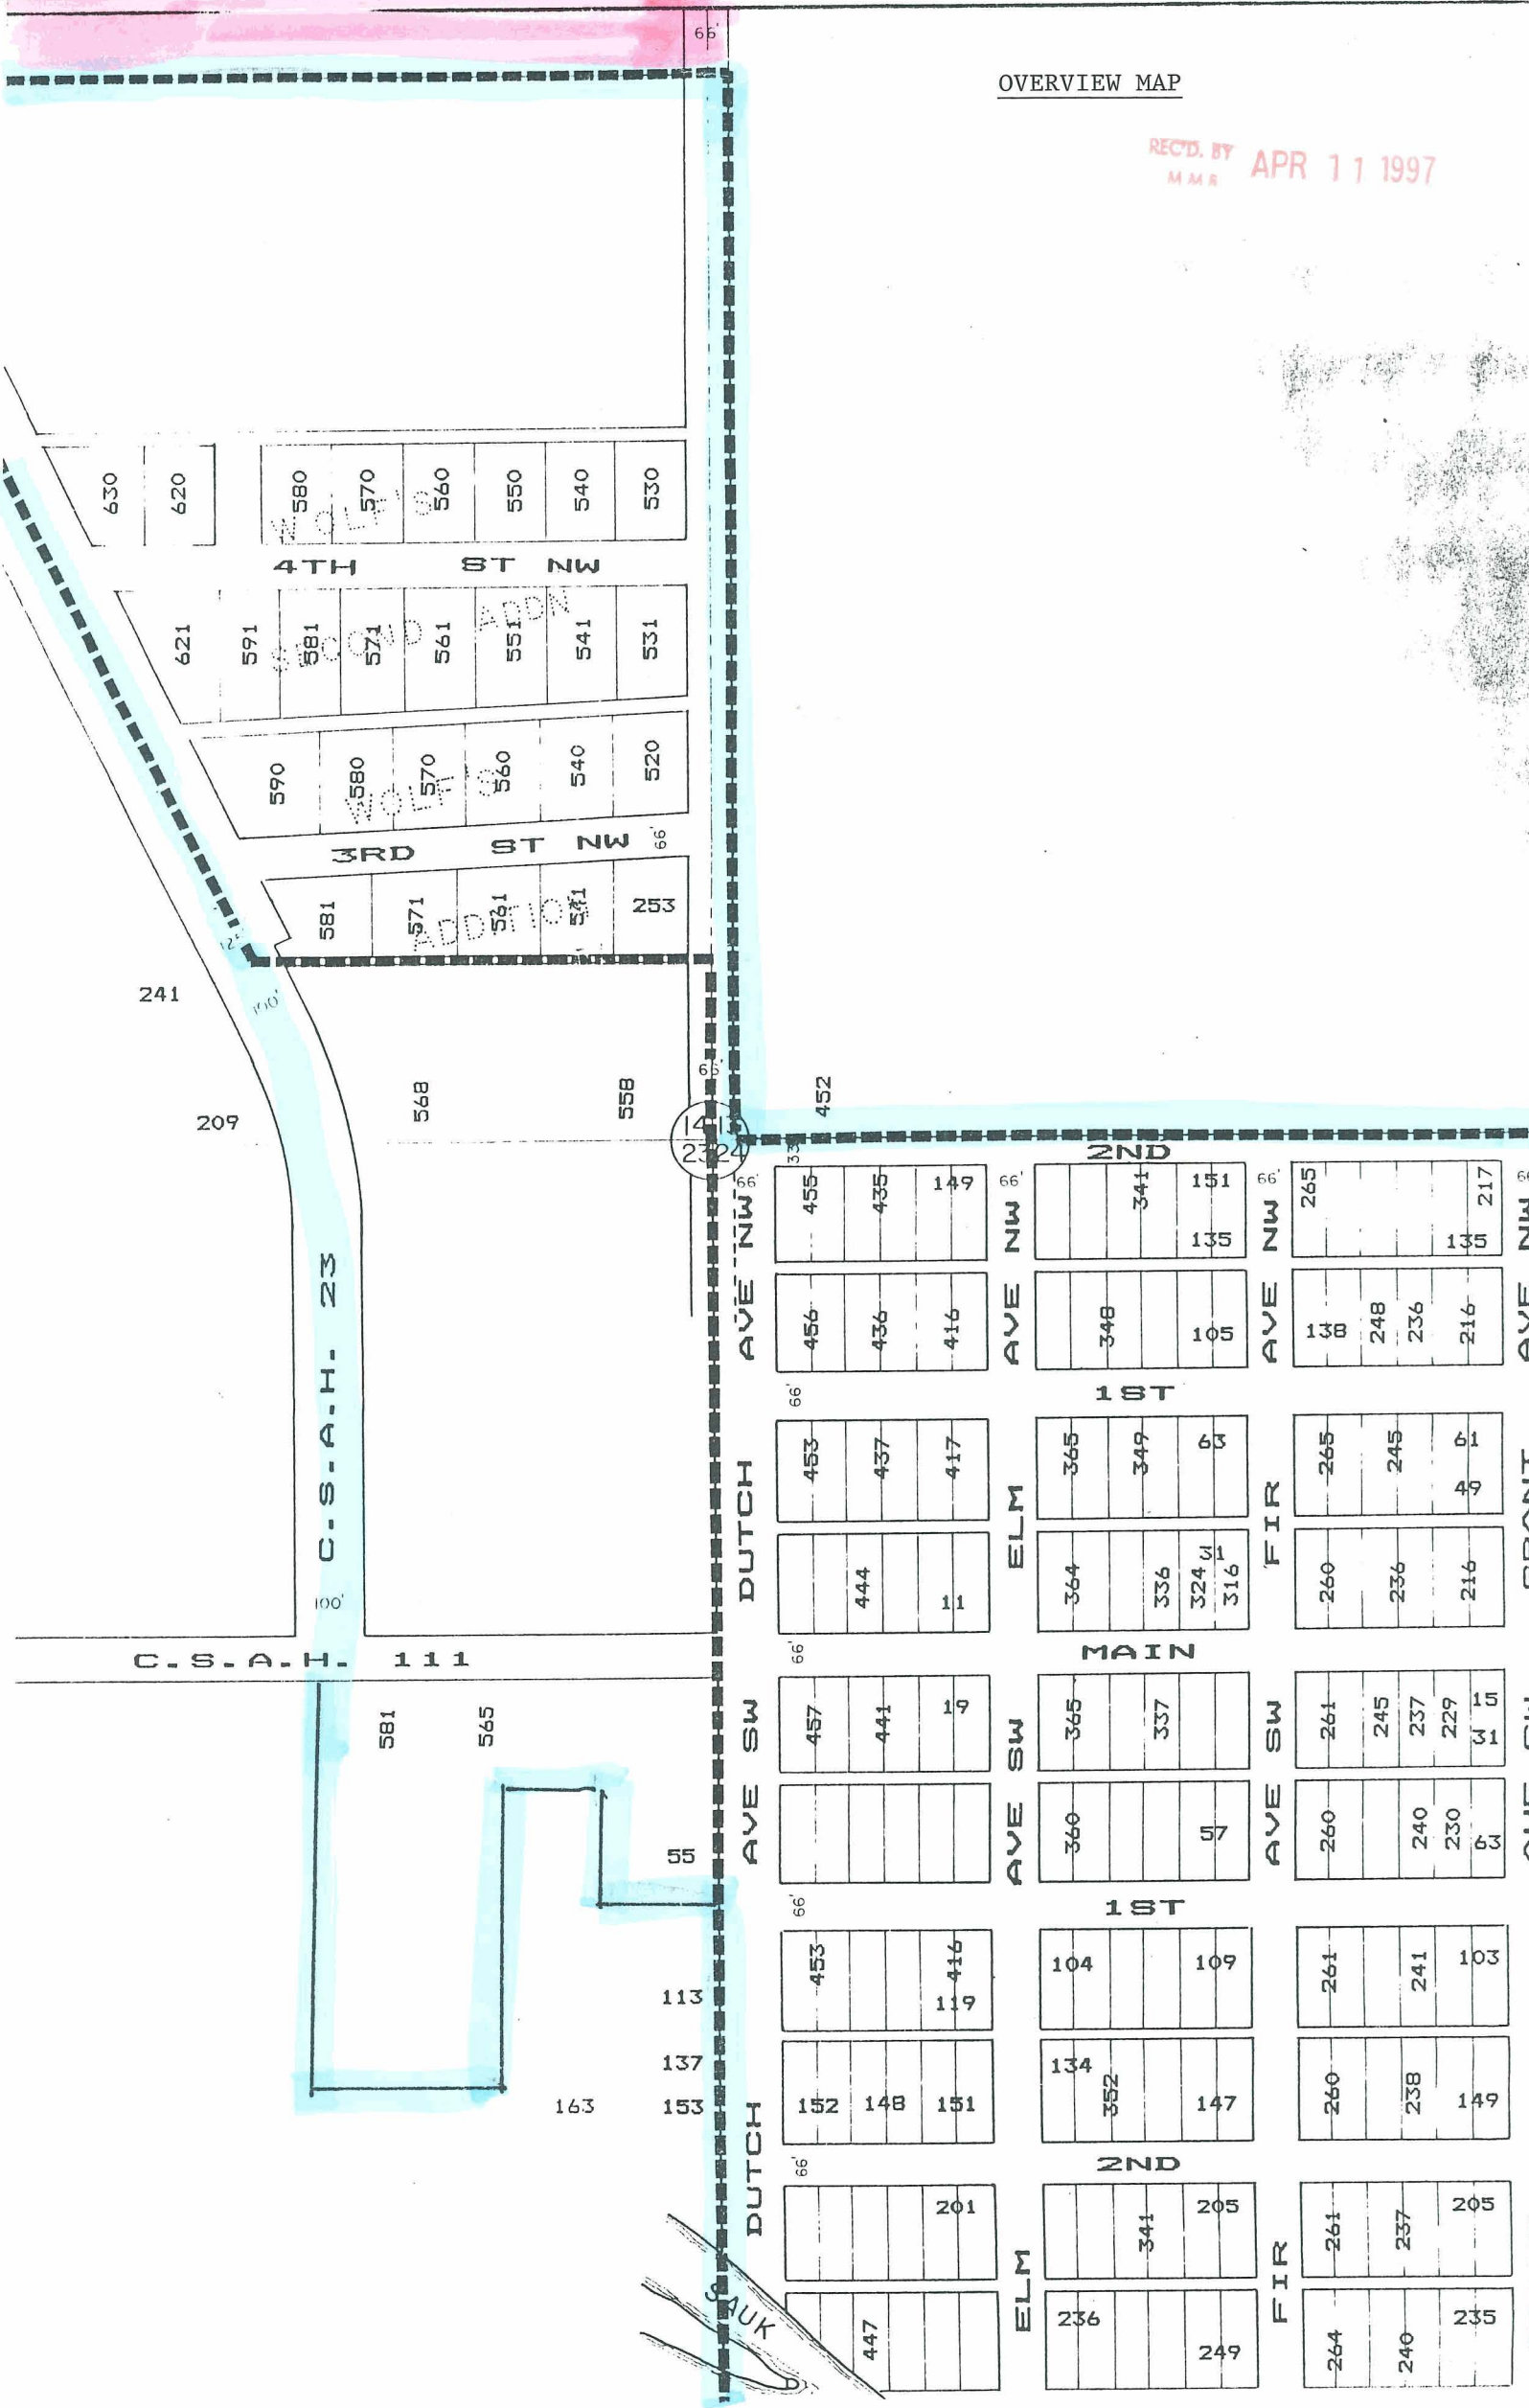 66'
OVERVIEW MAP
REC'D. BY APR 11 1997
M M R
630 620 580 570 560 550 540 530
WOLF'S
4TH ST NW
621 591 581 571 561 551 541 531
SECOND ADDN
590 580 570 560 540 520
WOLF'S
3RD ST NW 66'
581 571 561 253
ADDITION
241 100'
209 568 558 66' 452
14
23 24
2ND
33
66' 455 435 149 66' 341 151 66' 265 217
135 135
AVE NW AVE NW AVE NW
456 436 416 348 105 138 248 236 216
C.S.A.H. 23
66' 1ST
453 437 417 365 349 63 265 245 61
49
DUTCH ELM FIR
444 11 364 336 324 31 316 260 236 216
100'
C.S.A.H. 111 66' MAIN
581 565 457 441 19 365 337 261 245 237 229 15
31
AVE SW AVE SW AVE SW
55 360 57 260 240 230 63
66' 1ST
453 416 104 109 261 241 103
113 119
137 134
163 153 152 148 151 352 147 260 238 149
66' 2ND
DUTCH 201 341 205 261 237 205
ELM FIR
SAUK
447 236 249 264 240 235